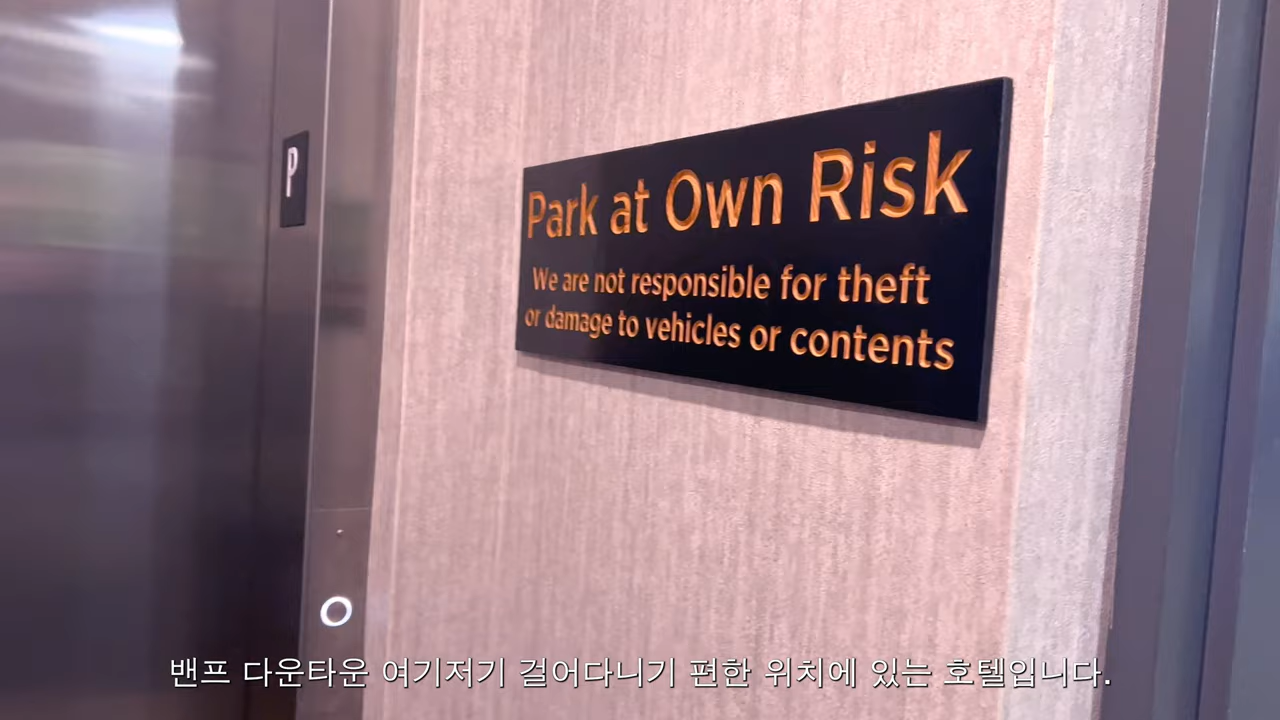 P
Park at Own Risk
We are not responsible for theft
or damage to vehicles or contents
밴프 다운타운 여기저기 걸어다니기 편한 위치에 있는 호텔입니다.